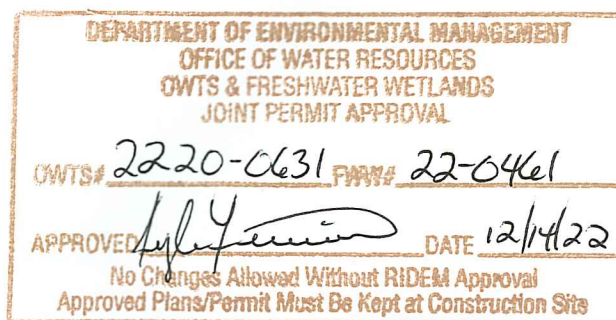 DEPARTMENT OF ENVIRONMENTAL MANAGEMENT
OFFICE OF WATER RESOURCES
OWTS & FRESHWATER WETLANDS
JOINT PERMIT APPROVAL
OWTS# 2220-0631 FWW# 22-0461
APPROVED DATE 12/14/22
No Changes Allowed Without RIDEM Approval
Approved Plans/Permit Must Be Kept at Construction Site